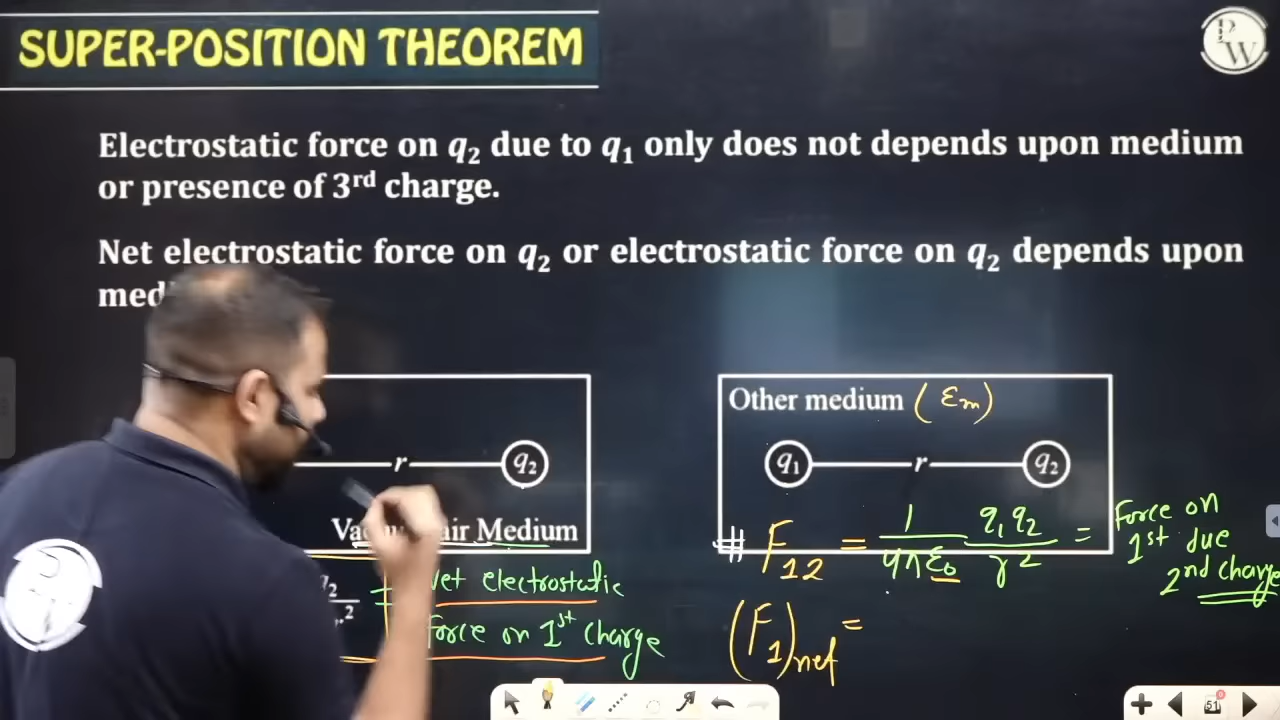 SUPER-POSITION THEOREM
PW
Electrostatic force on q₂ due to q₁ only does not depends upon medium
or presence of 3ʳᵈ charge.
Net electrostatic force on q₂ or electrostatic force on q₂ depends upon
r
q₂
air Medium
Net electrostatic
force on 1ˢᵗ charge
Other medium (εₘ)
q₁ r q₂
# F₁₂ = 1/4πε₀ q₁q₂/r² = force on
1st due
2nd charge
(F₁)net =
51